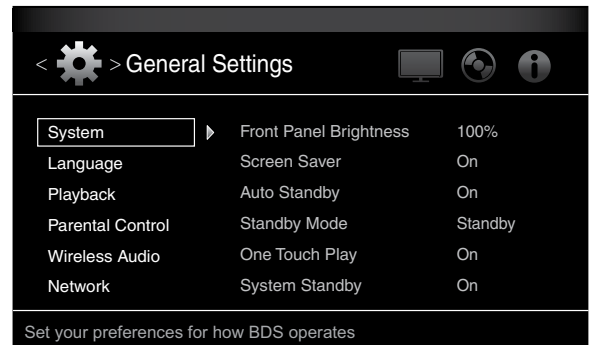 < > General Settings i
System Front Panel Brightness 100%
Language Screen Saver On
Playback Auto Standby On
Parental Control Standby Mode Standby
Wireless Audio One Touch Play On
Network System Standby On
Set your preferences for how BDS operates